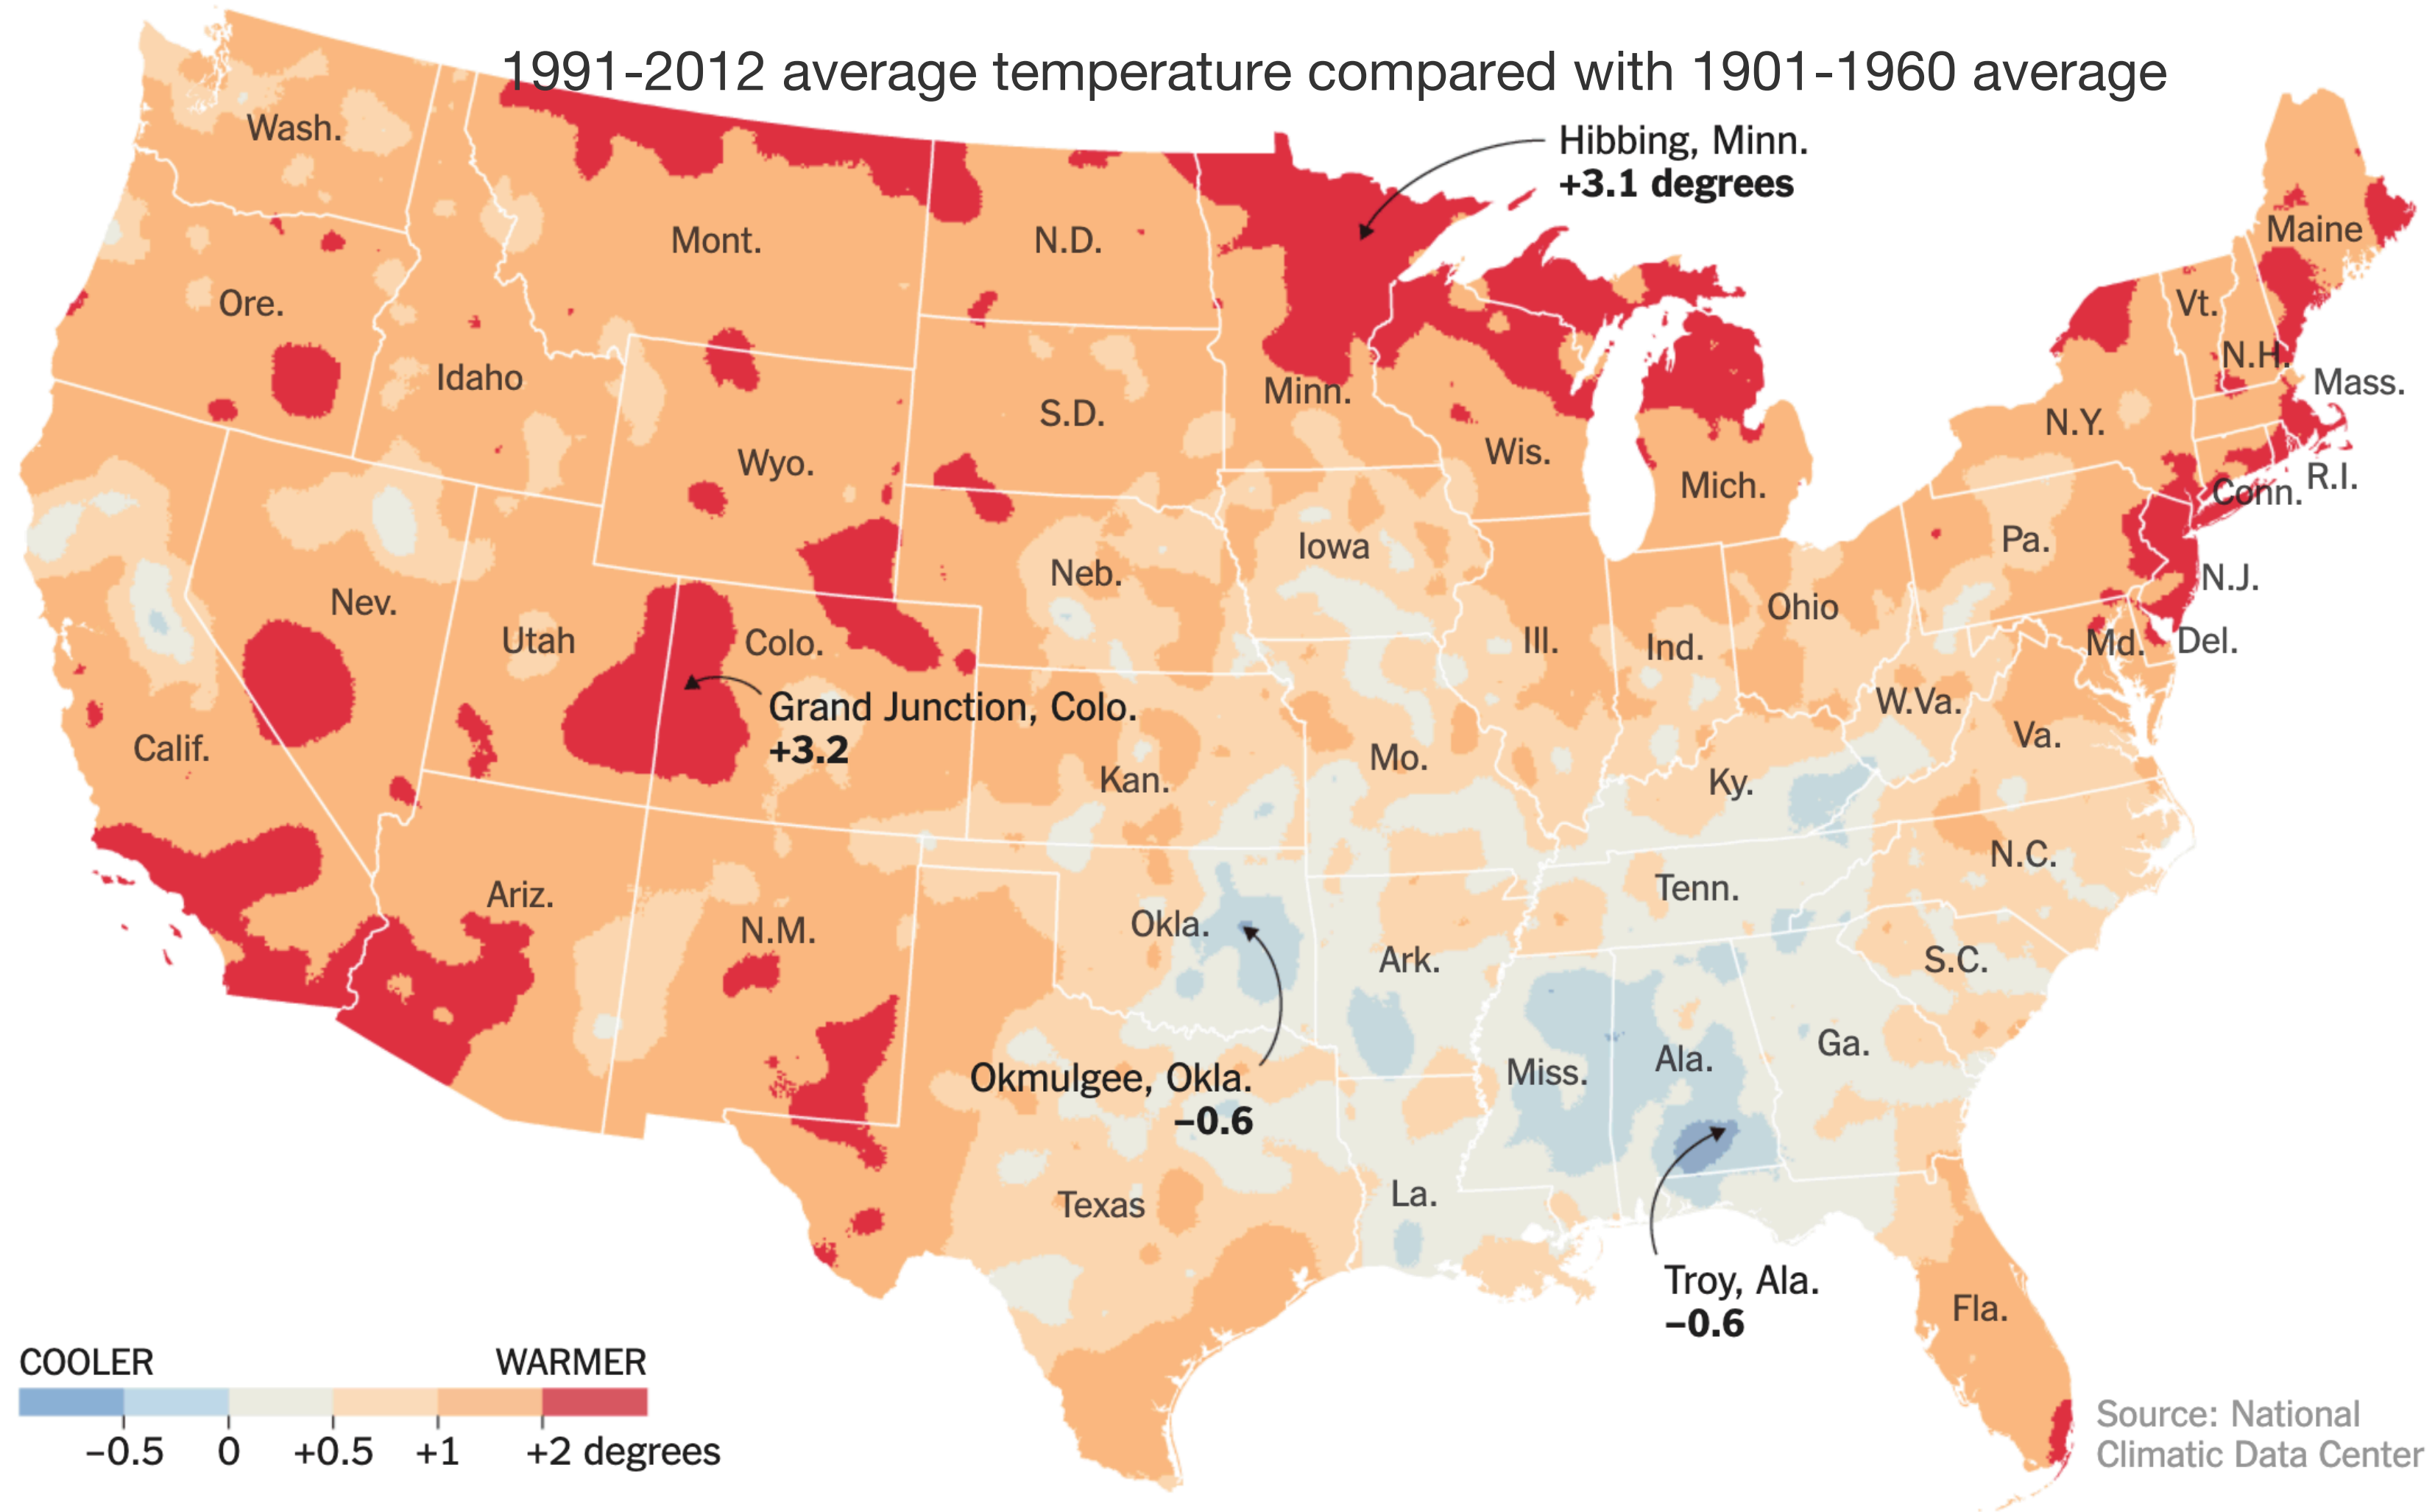 1991-2012 average temperature compared with 1901-1960 average
Hibbing, Minn.
+3.1 degrees
Wash.
Mont.
N.D.
Maine
Ore.
Vt.
N.H.
Idaho
Minn.
Mass.
S.D.
N.Y.
Wyo.
Wis.
Mich.
R.I.
Conn.
Iowa
Pa.
Neb.
N.J.
Nev.
Ohio
Utah
Colo.
Ill.
Ind.
Md.
Del.
Grand Junction, Colo.
+3.2
W.Va.
Va.
Calif.
Mo.
Kan.
Ky.
N.C.
Ariz.
Tenn.
N.M.
Okla.
Ark.
S.C.
Ga.
Okmulgee, Okla.
−0.6
Miss.
Ala.
Texas
La.
Troy, Ala.
−0.6
Fla.
COOLER WARMER
−0.5 0 +0.5 +1 +2 degrees
Source: National
Climatic Data Center